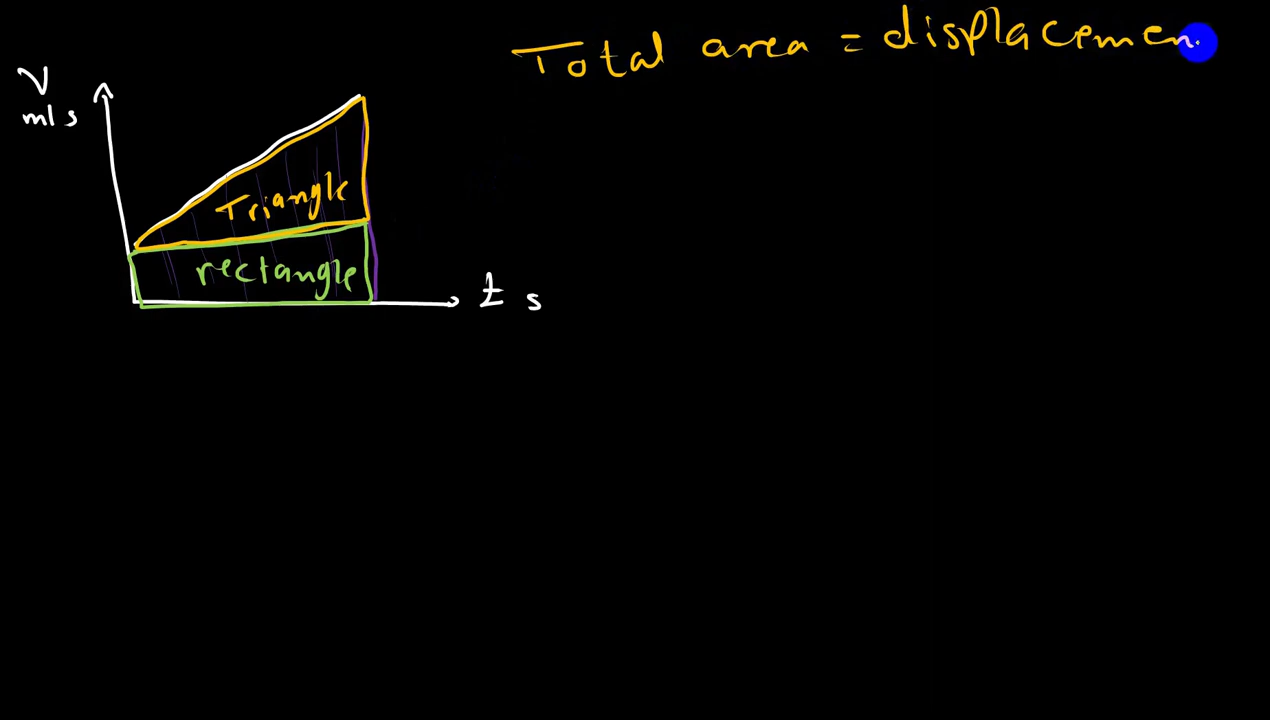 Total area = displacemen
V
m/s
Triangle
rectangle
t s